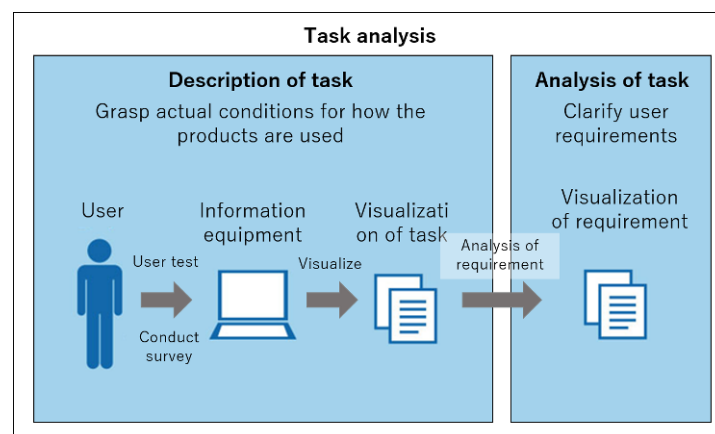 Task analysis
Description of task
Grasp actual conditions for how the
products are used
User
Information
equipment
Visualizati
on of task
User test
Conduct
survey
Visualize
Analysis of
requirement
Analysis of task
Clarify user
requirements
Visualization
of requirement